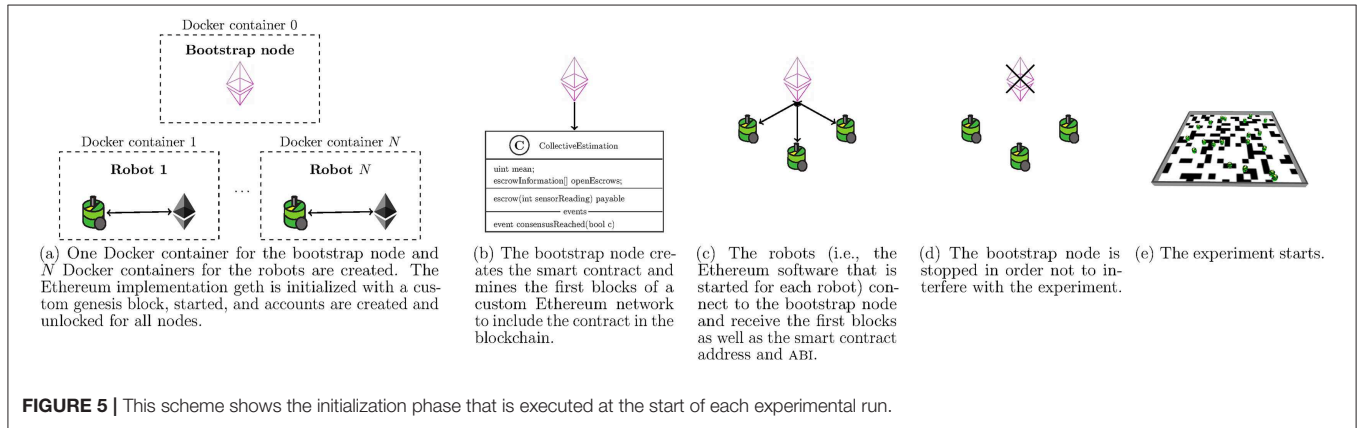 Docker container 0
Bootstrap node
Docker container 1
Docker container N
Robot 1
...
Robot N
(a) One Docker container for the bootstrap node and
N Docker containers for the robots are created. The
Ethereum implementation geth is initialized with a cus-
tom genesis block, started, and accounts are created and
unlocked for all nodes.
C CollectiveEstimation
uint mean;
escrowInformation[] openEscrows;
escrow(int sensorReading) payable
events
event consensusReached(bool c)
(b) The bootstrap node cre-
ates the smart contract and
mines the first blocks of a
custom Ethereum network
to include the contract in the
blockchain.
(c) The robots (i.e., the
Ethereum software that is
started for each robot) con-
nect to the bootstrap node
and receive the first blocks
as well as the smart contract
address and ABI.
(d) The bootstrap node is
stopped in order not to in-
terfere with the experiment.
(e) The experiment starts.
FIGURE 5 | This scheme shows the initialization phase that is executed at the start of each experimental run.